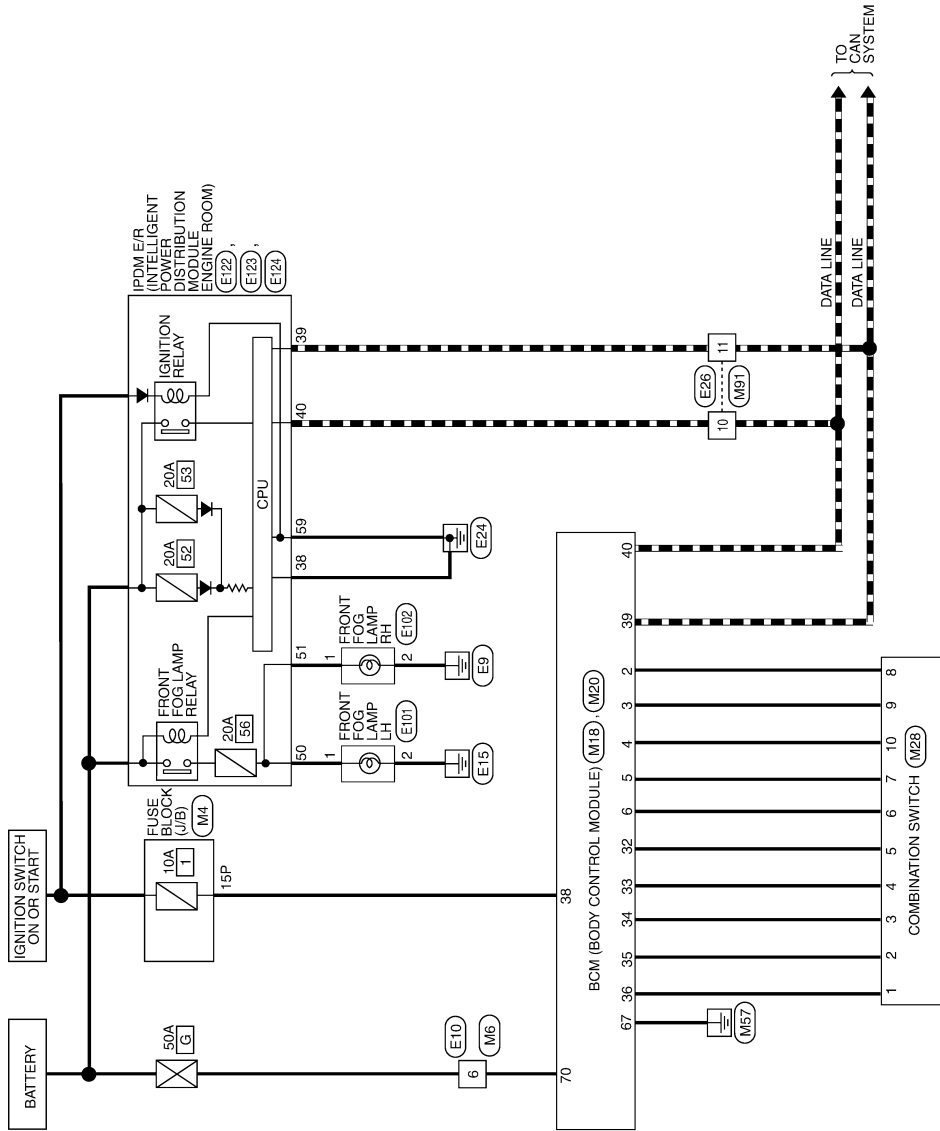 BATTERY
IGNITION SWITCH
ON OR START
50A
G
E10
M6
6
70
FUSE
BLOCK
(J/B)
M4
10A
1
15P
38
IPDM E/R
(INTELLIGENT
POWER
DISTRIBUTION
MODULE
ENGINE ROOM)
E122,
E123,
E124
FRONT
FOG LAMP
RELAY
20A
56
20A
52
20A
53
IGNITION
RELAY
CPU
50
51
38
59
40
39
1
FRONT
FOG
LAMP
LH
E101
2
E15
1
FRONT
FOG
LAMP
RH
E102
2
E9
E24
E26
M91
10
11
DATA LINE
DATA LINE
TO
CAN
SYSTEM
BCM (BODY CONTROL MODULE) M18, M20
67
36
35
34
33
32
6
5
4
3
2
39
40
M57
1
2
3
4
5
6
7
10
9
8
COMBINATION SWITCH M28